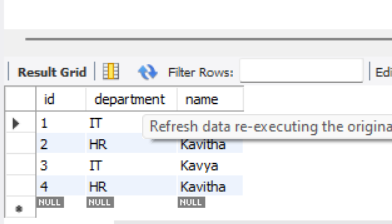 Result Grid Filter Rows: Edi
id department name
1 IT
Refresh data re-executing the origina
2 HR Kavitha
3 IT Kavya
4 HR Kavitha
NULL NULL NULL